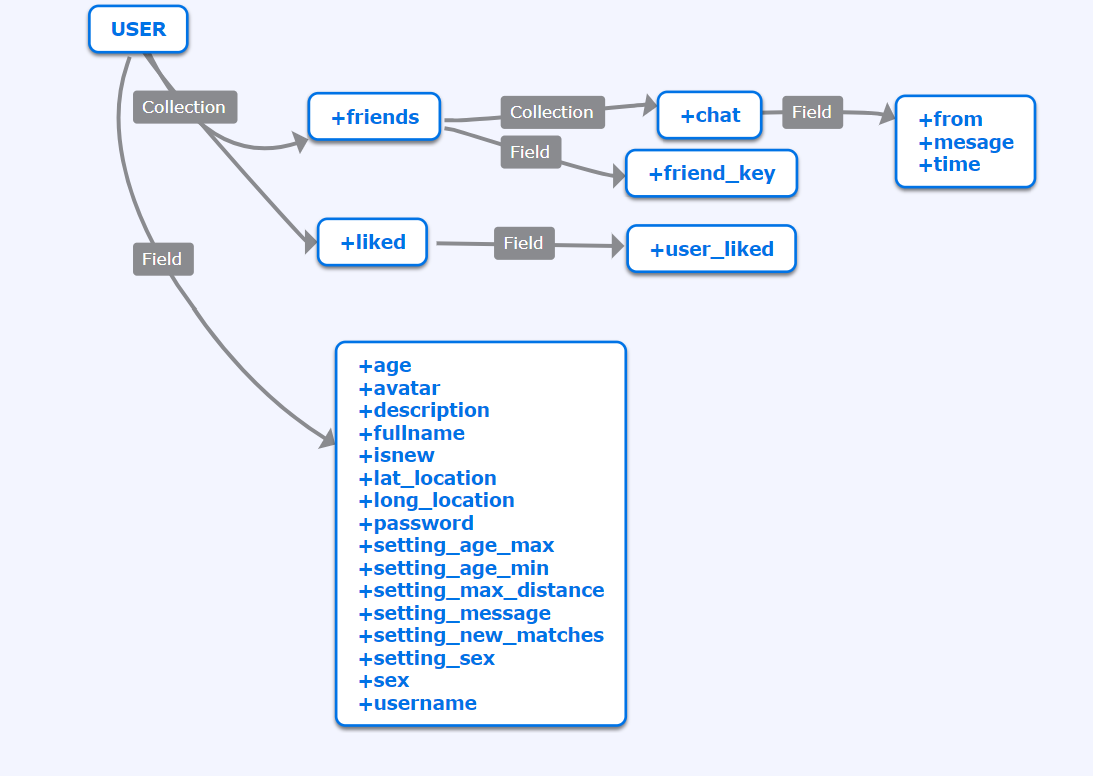 USER
Collection
+friends
Collection
+chat
Field
+from
+mesage
+time
Field
+friend_key
+liked
Field
+user_liked
Field
+age
+avatar
+description
+fullname
+isnew
+lat_location
+long_location
+password
+setting_age_max
+setting_age_min
+setting_max_distance
+setting_message
+setting_new_matches
+setting_sex
+sex
+username